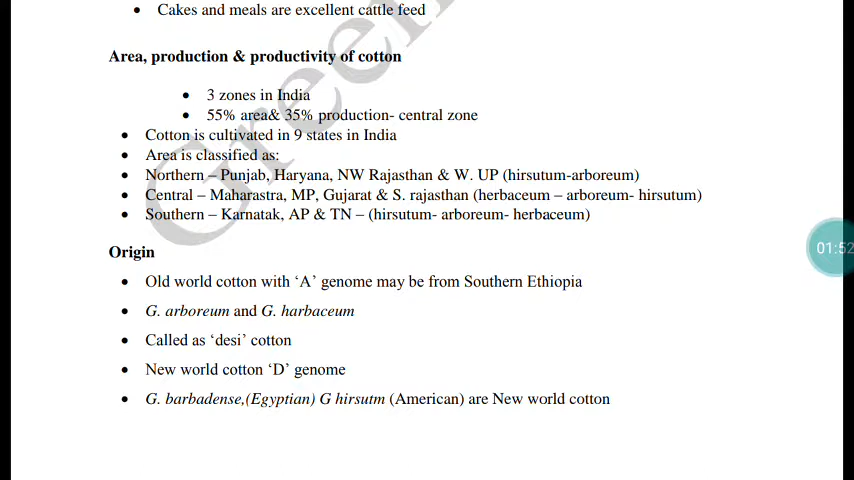 Cakes and meals are excellent cattle feed
Area, production & productivity of cotton
3 zones in India
55% area& 35% production- central zone
Cotton is cultivated in 9 states in India
Area is classified as:
Northern – Punjab, Haryana, NW Rajasthan & W. UP (hirsutum-arboreum)
Central – Maharastra, MP, Gujarat & S. rajasthan (herbaceum – arboreum- hirsutum)
Southern – Karnatak, AP & TN – (hirsutum- arboreum- herbaceum)
Origin
Old world cotton with ‘A’ genome may be from Southern Ethiopia
G. arboreum and G. harbaceum
Called as ‘desi’ cotton
New world cotton ‘D’ genome
G. barbadense,(Egyptian) G hirsutm (American) are New world cotton
Green
01:52